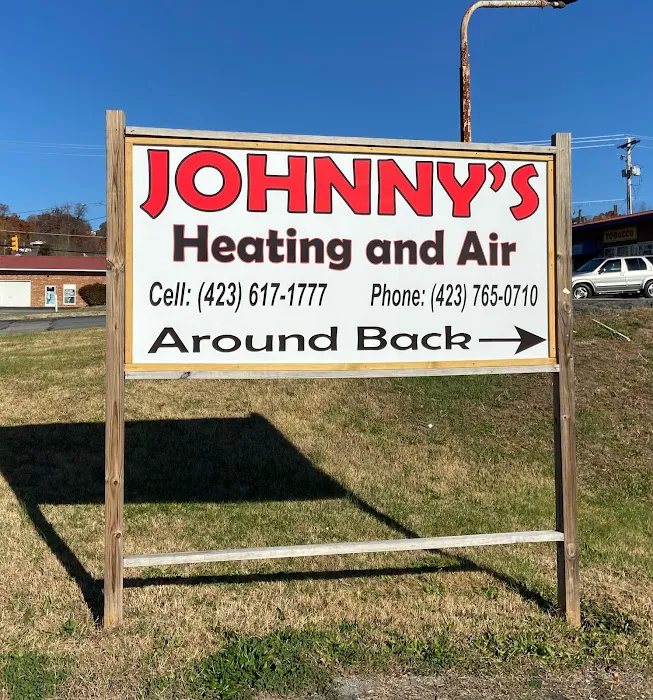 JOHNNY'S
Heating and Air
Cell: (423) 617-1777 Phone: (423) 765-0710
Around Back
TOBACCO